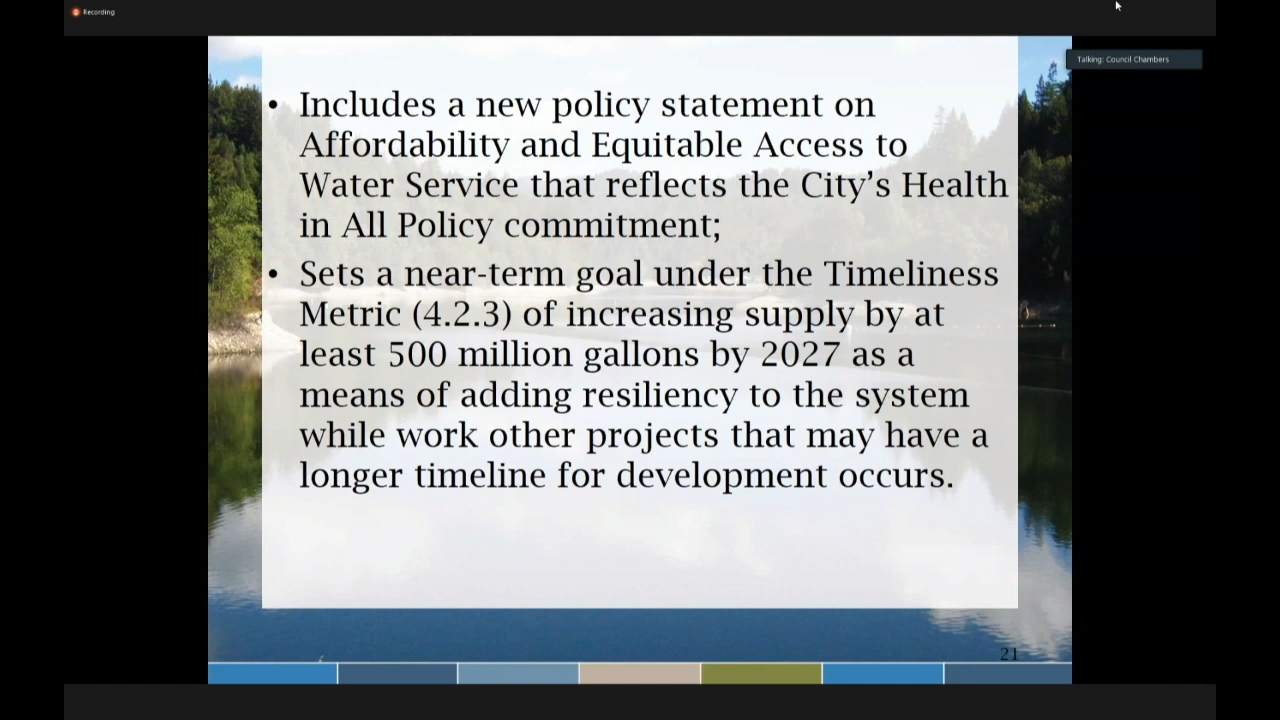 Recording
Talking: Council Chambers
• Includes a new policy statement on
Affordability and Equitable Access to
Water Service that reflects the City’s Health
in All Policy commitment;
• Sets a near-term goal under the Timeliness
Metric (4.2.3) of increasing supply by at
least 500 million gallons by 2027 as a
means of adding resiliency to the system
while work other projects that may have a
longer timeline for development occurs.
21